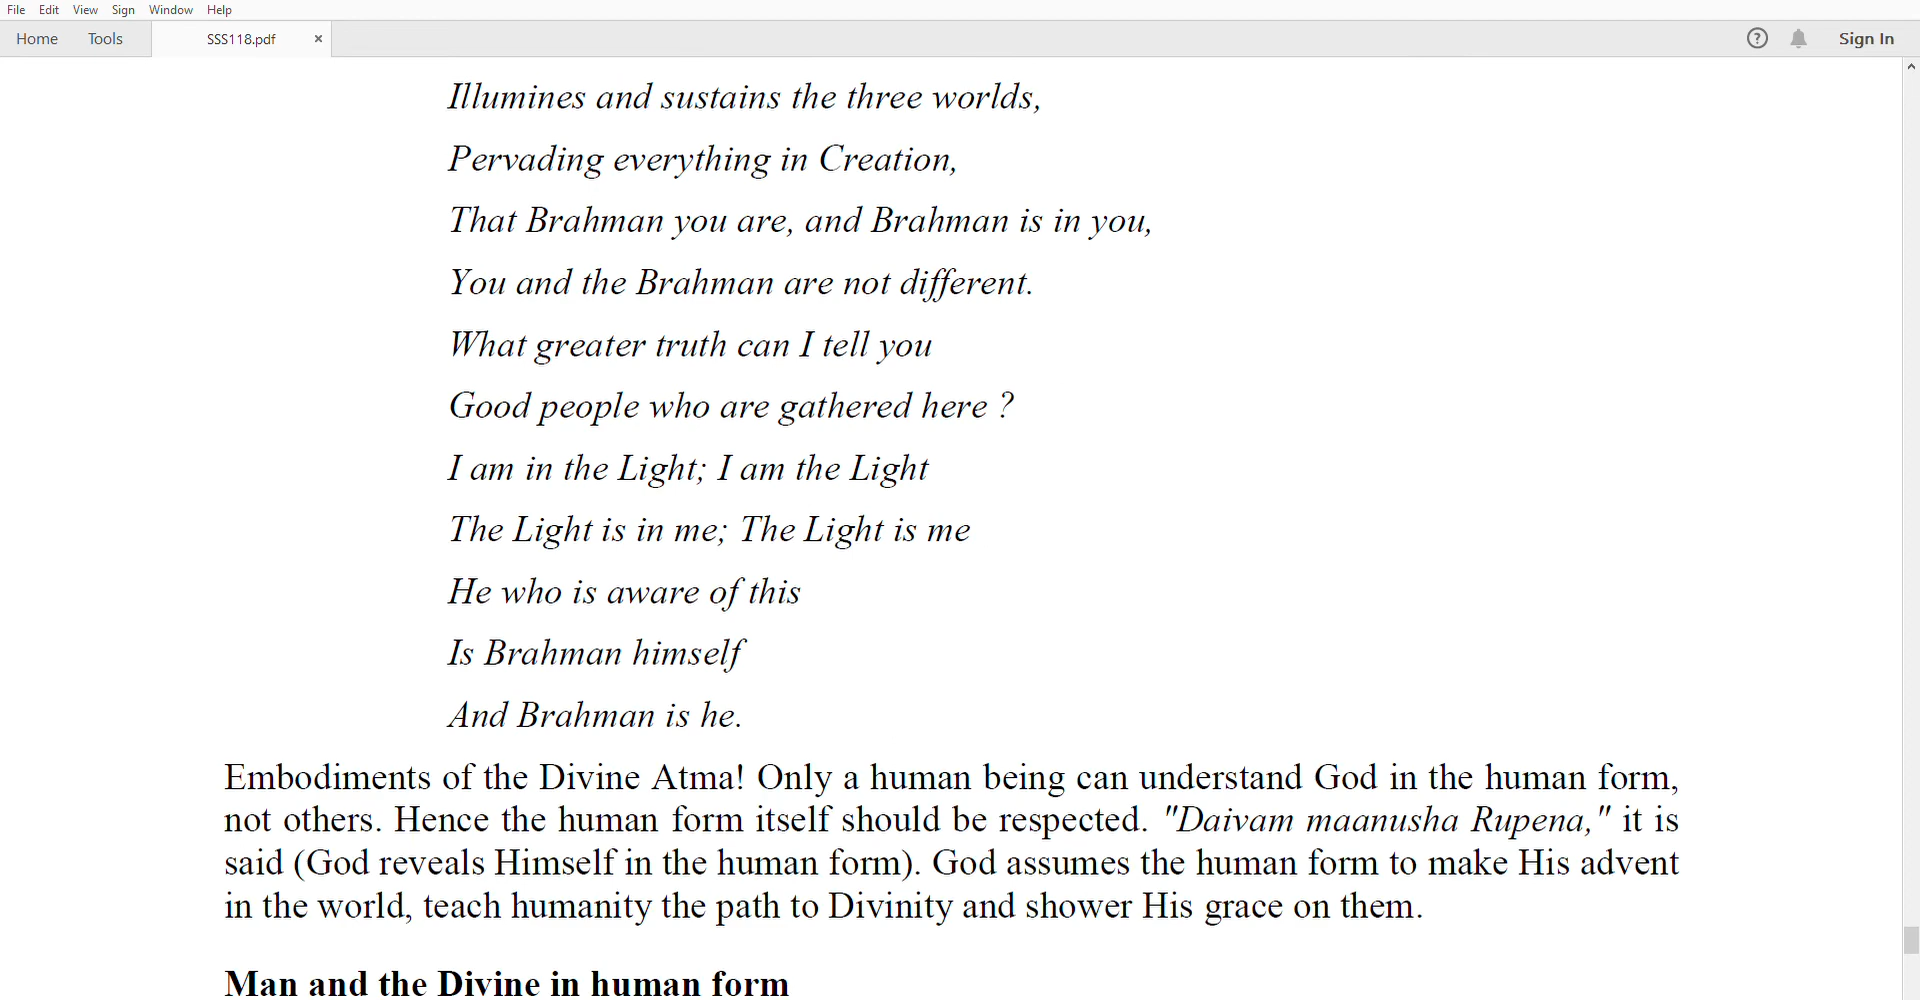 File Edit View Sign Window Help
Home Tools SSS118.pdf × ? Sign In
Illumines and sustains the three worlds,
Pervading everything in Creation,
That Brahman you are, and Brahman is in you,
You and the Brahman are not different.
What greater truth can I tell you
Good people who are gathered here ?
I am in the Light; I am the Light
The Light is in me; The Light is me
He who is aware of this
Is Brahman himself
And Brahman is he.
Embodiments of the Divine Atma! Only a human being can understand God in the human form,
not others. Hence the human form itself should be respected. "Daivam maanusha Rupena," it is
said (God reveals Himself in the human form). God assumes the human form to make His advent
in the world, teach humanity the path to Divinity and shower His grace on them.
Man and the Divine in human form